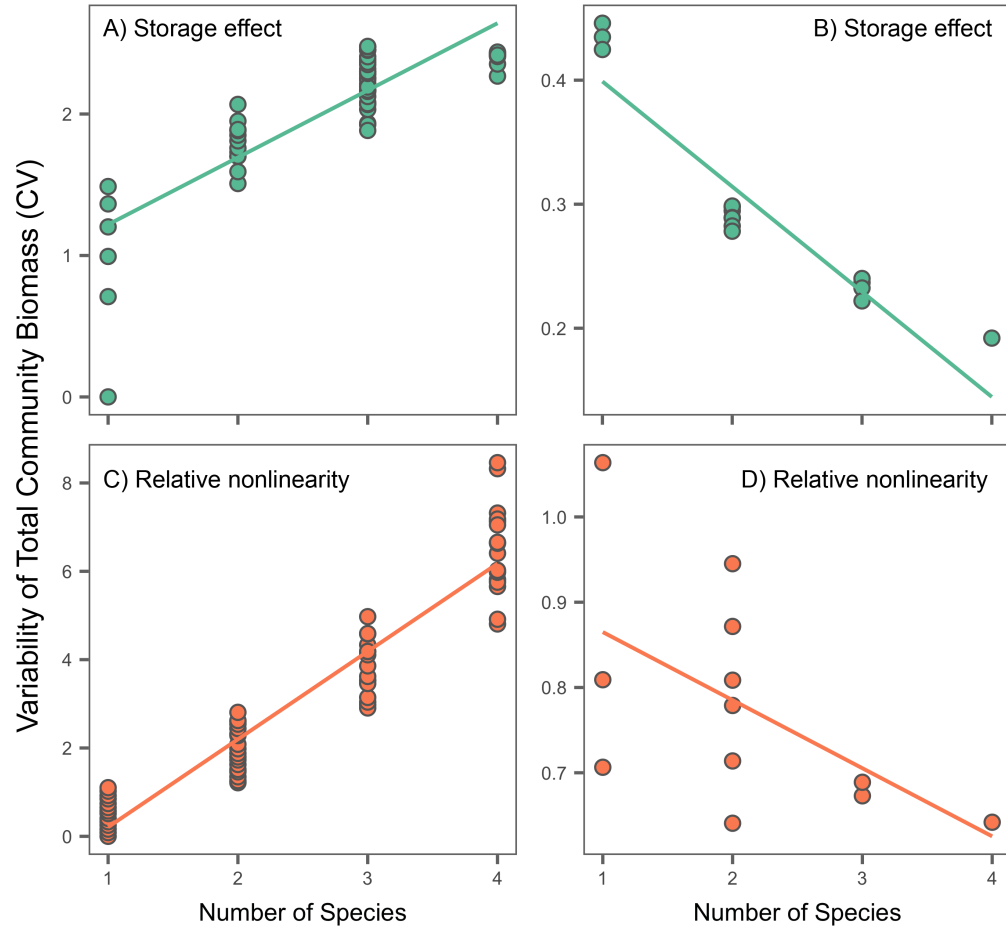 Variability of Total Community Biomass (CV)
A) Storage effect
2
1
0
B) Storage effect
0.4
0.3
0.2
C) Relative nonlinearity
8
6
4
2
0
1 2 3 4
Number of Species
D) Relative nonlinearity
1.0
0.9
0.8
0.7
1 2 3 4
Number of Species